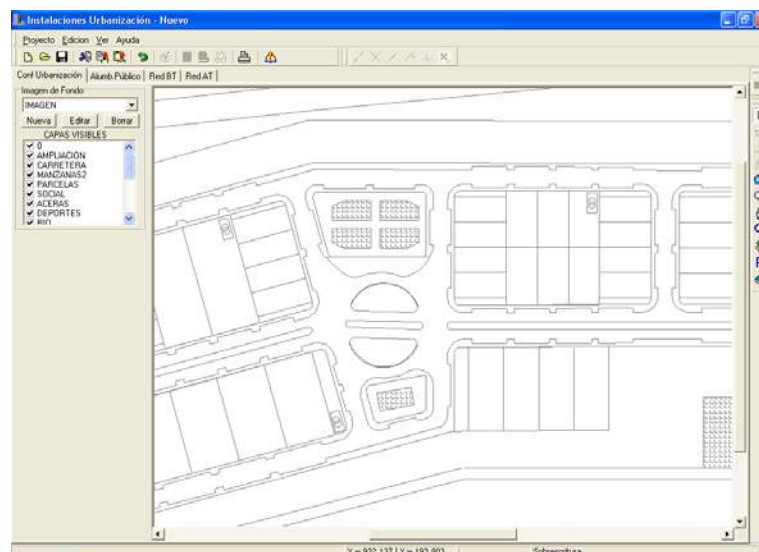 Instalaciones Urbanización - Nuevo
Proyecto Edicion Ver Ayuda
Conf Urbanización Alumb.Público Red BT Red AT
Imagen de Fondo
IMAGEN
Nueva Editar Borrar
CAPAS VISIBLES
0
AMPLIACIÓN
CARRETERA
MANZANAS2
PARCELAS
SOCIAL
ACERAS
DEPORTES
RIO
Sobreescritura